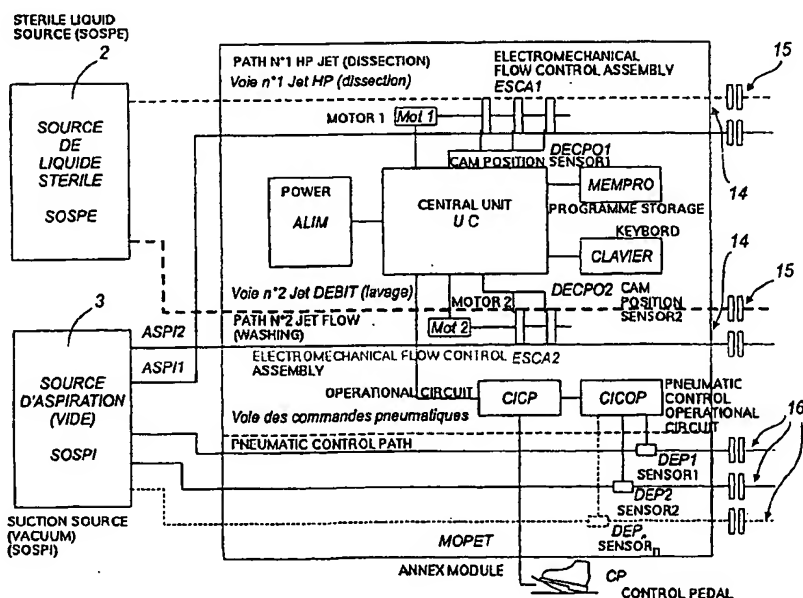 STERILE LIQUID
SOURCE (SOSPE)
2
SOURCE
DE
LIQUIDE
STERILE
SOSPE
PATH N°1 HP JET (DISSECTION)
Voie n°1 Jet HP (dissection)
ELECTROMECHANICAL
FLOW CONTROL ASSEMBLY
ESCA1
15
MOTOR 1
Mot 1
14
DECPO1
CAM POSITION SENSOR1
POWER
ALIM
CENTRAL UNIT
U C
MEMPRO
PROGRAMME STORAGE
KEYBORD
CLAVIER
14
15
Voie n°2 Jet DEBIT (lavage)
MOTOR 2
DECPO2
CAM
POSITION
SENSOR2
PATH N°2 JET FLOW
(WASHING)
Mot 2
3
ASPI2
ASPI1
ELECTROMECHANICAL FLOW CONTROL
ASSEMBLY
ESCA2
SOURCE
D'ASPIRATION
(VIDE)
SOSPI
OPERATIONAL CIRCUIT
CICP
CICOP
PNEUMATIC
CONTROL
OPERATIONAL
CIRCUIT
16
Voie des commandes pneumatiques
PNEUMATIC CONTROL PATH
DEP1
SENSOR1
DEP2
SENSOR2
DEPn
SENSORn
SUCTION SOURCE
(VACUUM)
(SOSPI)
MOPET
ANNEX MODULE
CP
CONTROL PEDAL